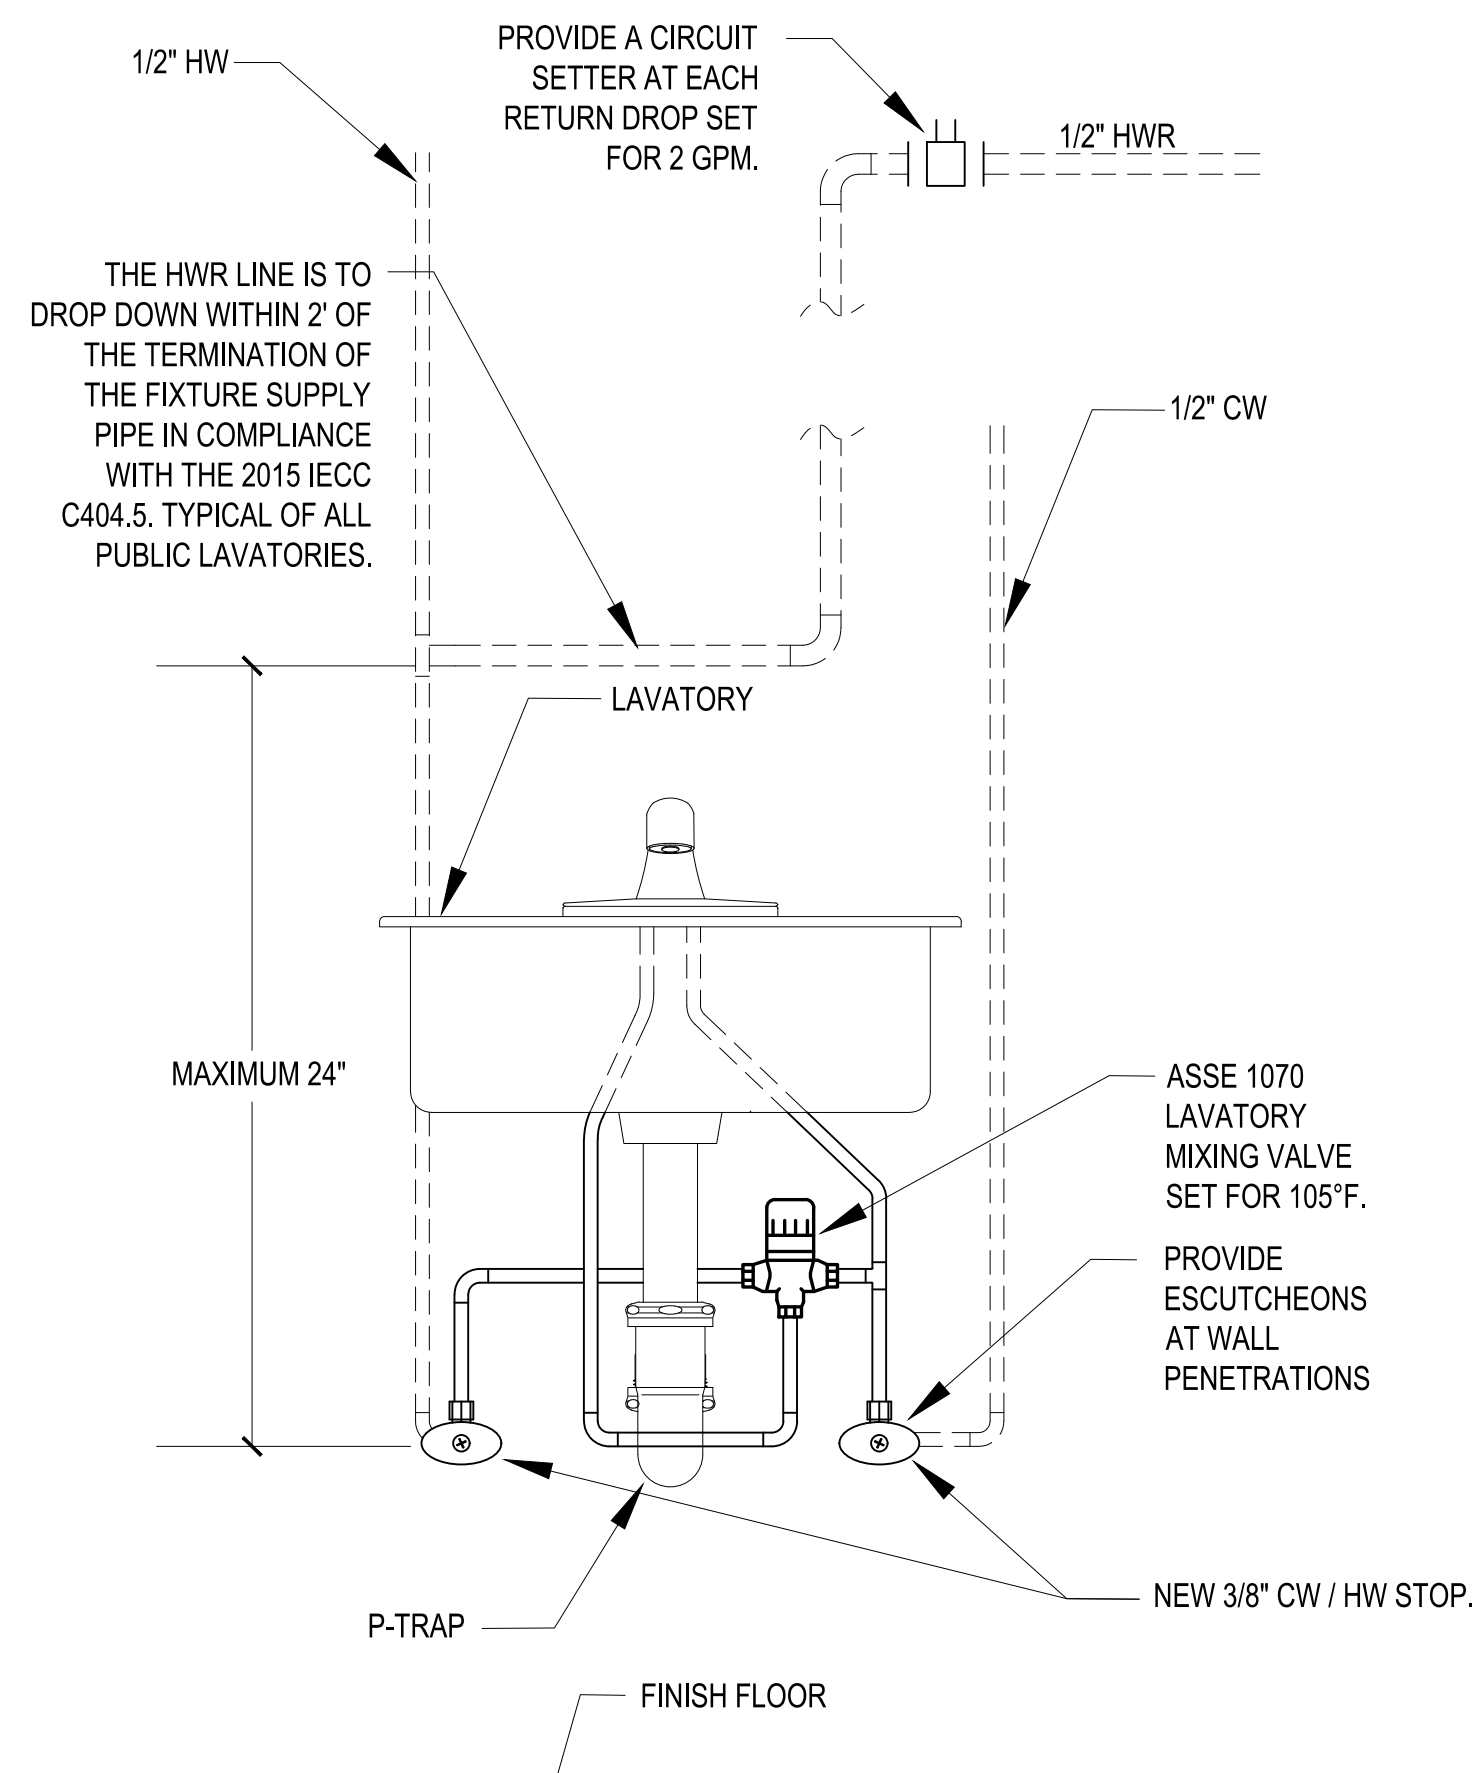 1/2" HW
PROVIDE A CIRCUIT
SETTER AT EACH
RETURN DROP SET
FOR 2 GPM.
1/2" HWR
THE HWR LINE IS TO
DROP DOWN WITHIN 2' OF
THE TERMINATION OF
THE FIXTURE SUPPLY
PIPE IN COMPLIANCE
WITH THE 2015 IECC
C404.5. TYPICAL OF ALL
PUBLIC LAVATORIES.
1/2" CW
LAVATORY
MAXIMUM 24"
ASSE 1070
LAVATORY
MIXING VALVE
SET FOR 105°F.
PROVIDE
ESCUTCHEONS
AT WALL
PENETRATIONS
NEW 3/8" CW / HW STOP.
P-TRAP
FINISH FLOOR